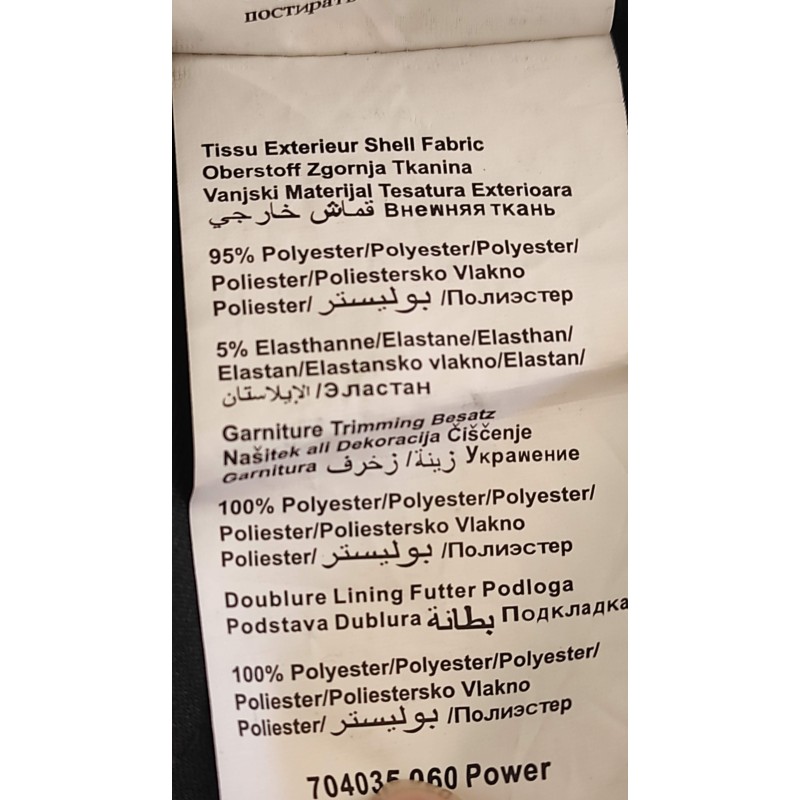 постирать
Tissu Exterieur Shell Fabric
Oberstoff Zgornja Tkanina
Vanjski Materijal Tesatura Exterioara
قماش خارجي Внешняя ткань
95% Polyester/Polyester/Polyester/
Poliester/Poliestersko Vlakno
Poliester/ بوليستر /Полиэстер
5% Elasthanne/Elastane/Elasthan/
Elastan/Elastansko vlakno/Elastan/
الإيلاستان/Эластан
Garniture Trimming Besatz
Našitek ali Dekoracija Čiščenje
Garnitura زينة/ زخرف Украшение
100% Polyester/Polyester/Polyester/
Poliester/Poliestersko Vlakno
Poliester/ بوليستر /Полиэстер
Doublure Lining Futter Podloga
Podstava Dublura بطانة Подкладка
100% Polyester/Polyester/Polyester/
Poliester/Poliestersko Vlakno
Poliester/ بوليستر /Полиэстер
704035 060 Power